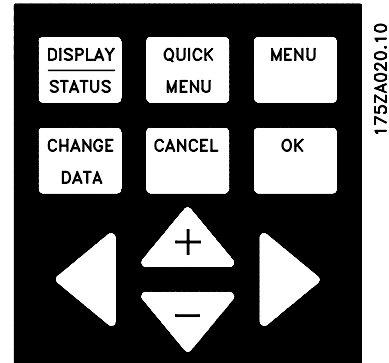 DISPLAY
STATUS
QUICK
MENU
MENU
CHANGE
DATA
CANCEL
OK
+
−
175ZA020.10